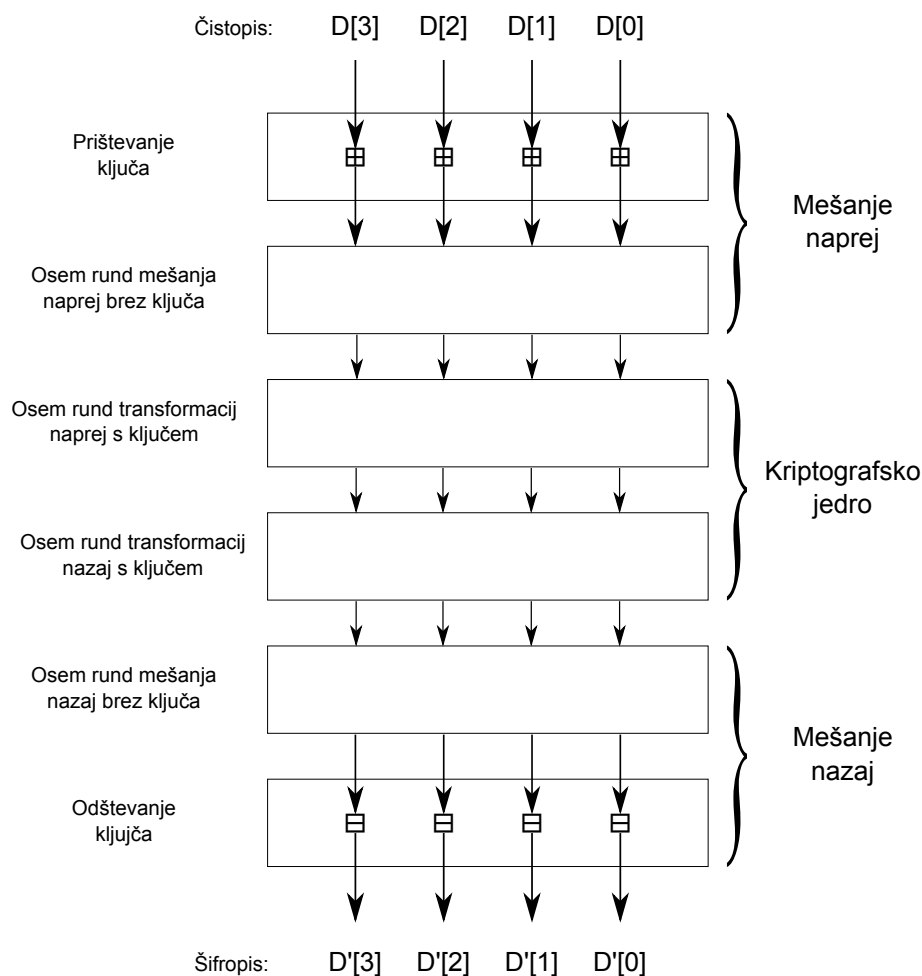 Čistopis: D[3] D[2] D[1] D[0]
Prištevanje
ključa
Mešanje
naprej
Osem rund mešanja
naprej brez ključa
Osem rund transformacij
naprej s ključem
Kriptografsko
jedro
Osem rund transformacij
nazaj s ključem
Osem rund mešanja
nazaj brez ključa
Mešanje
nazaj
Odštevanje
kljujča
Šifropis: D'[3] D'[2] D'[1] D'[0]